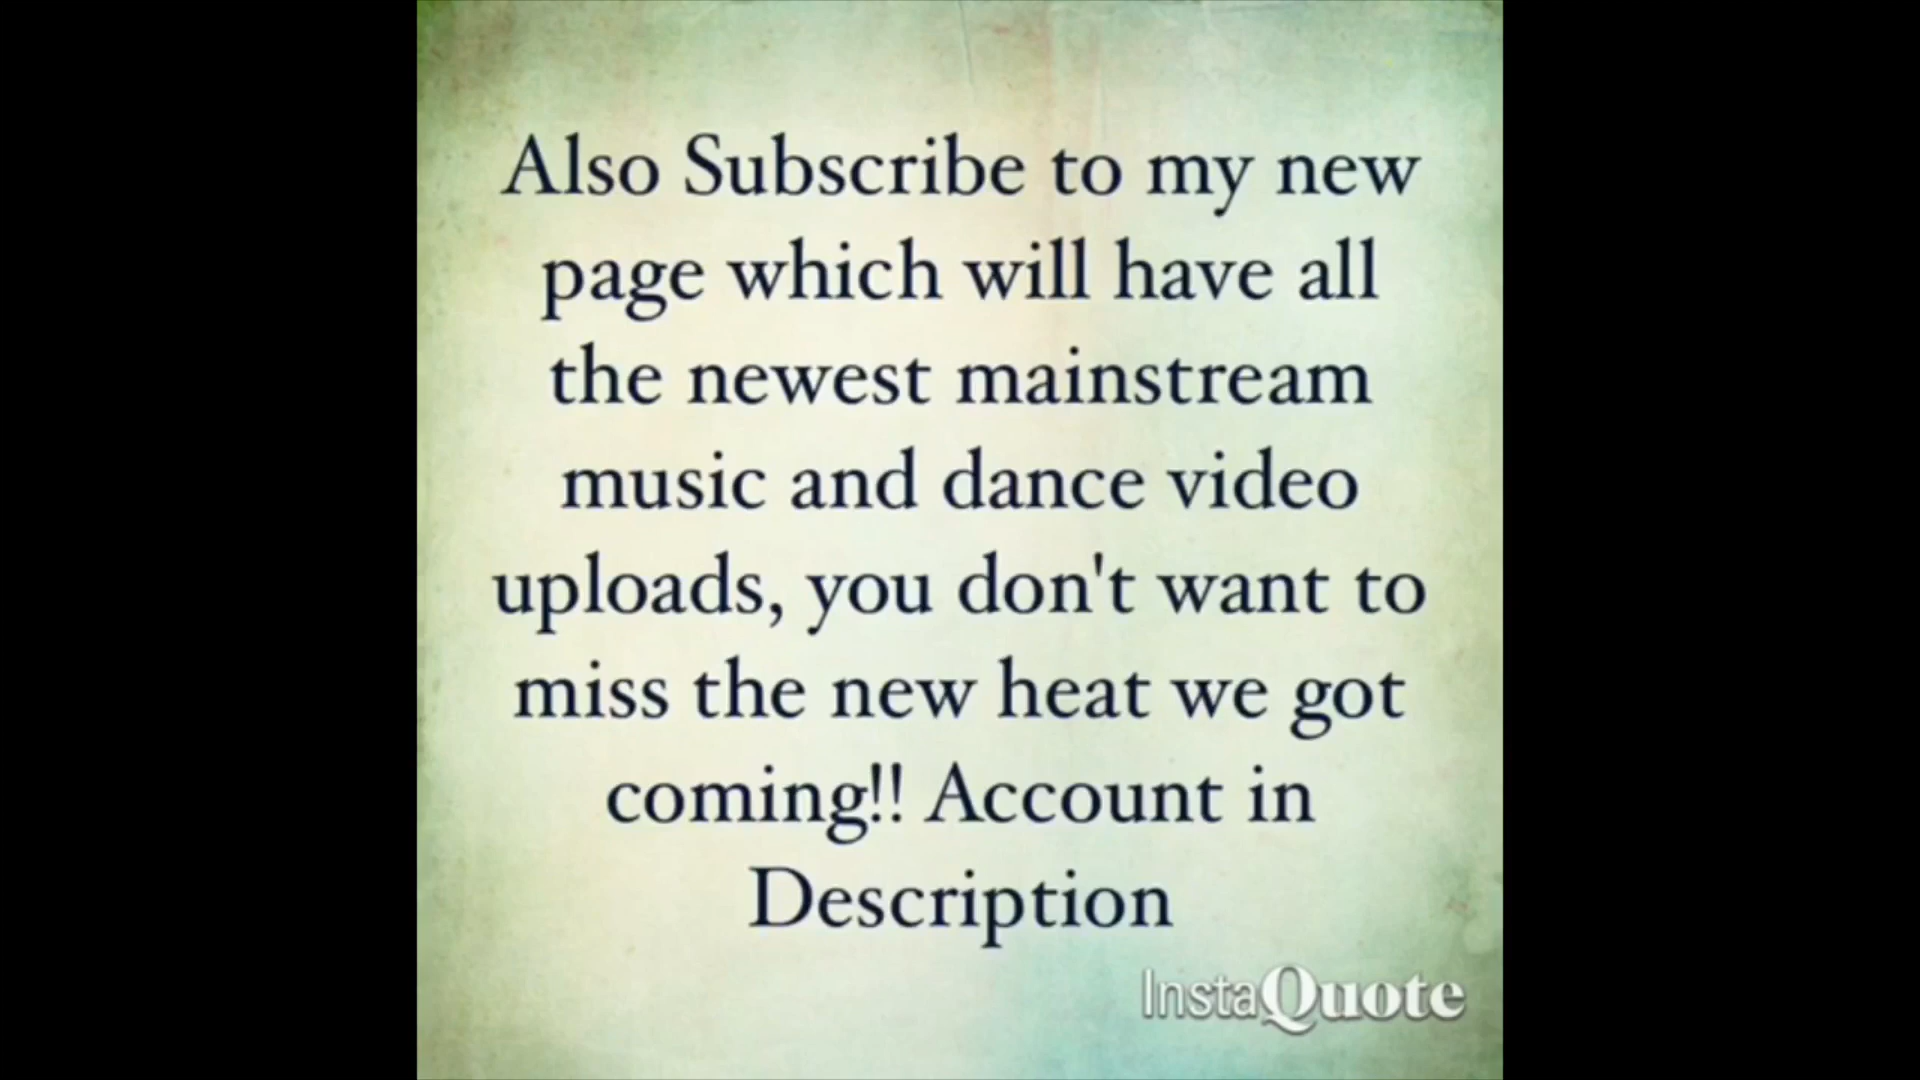 Also Subscribe to my new
page which will have all
the newest mainstream
music and dance video
uploads, you don't want to
miss the new heat we got
coming!! Account in
Description
InstaQuote